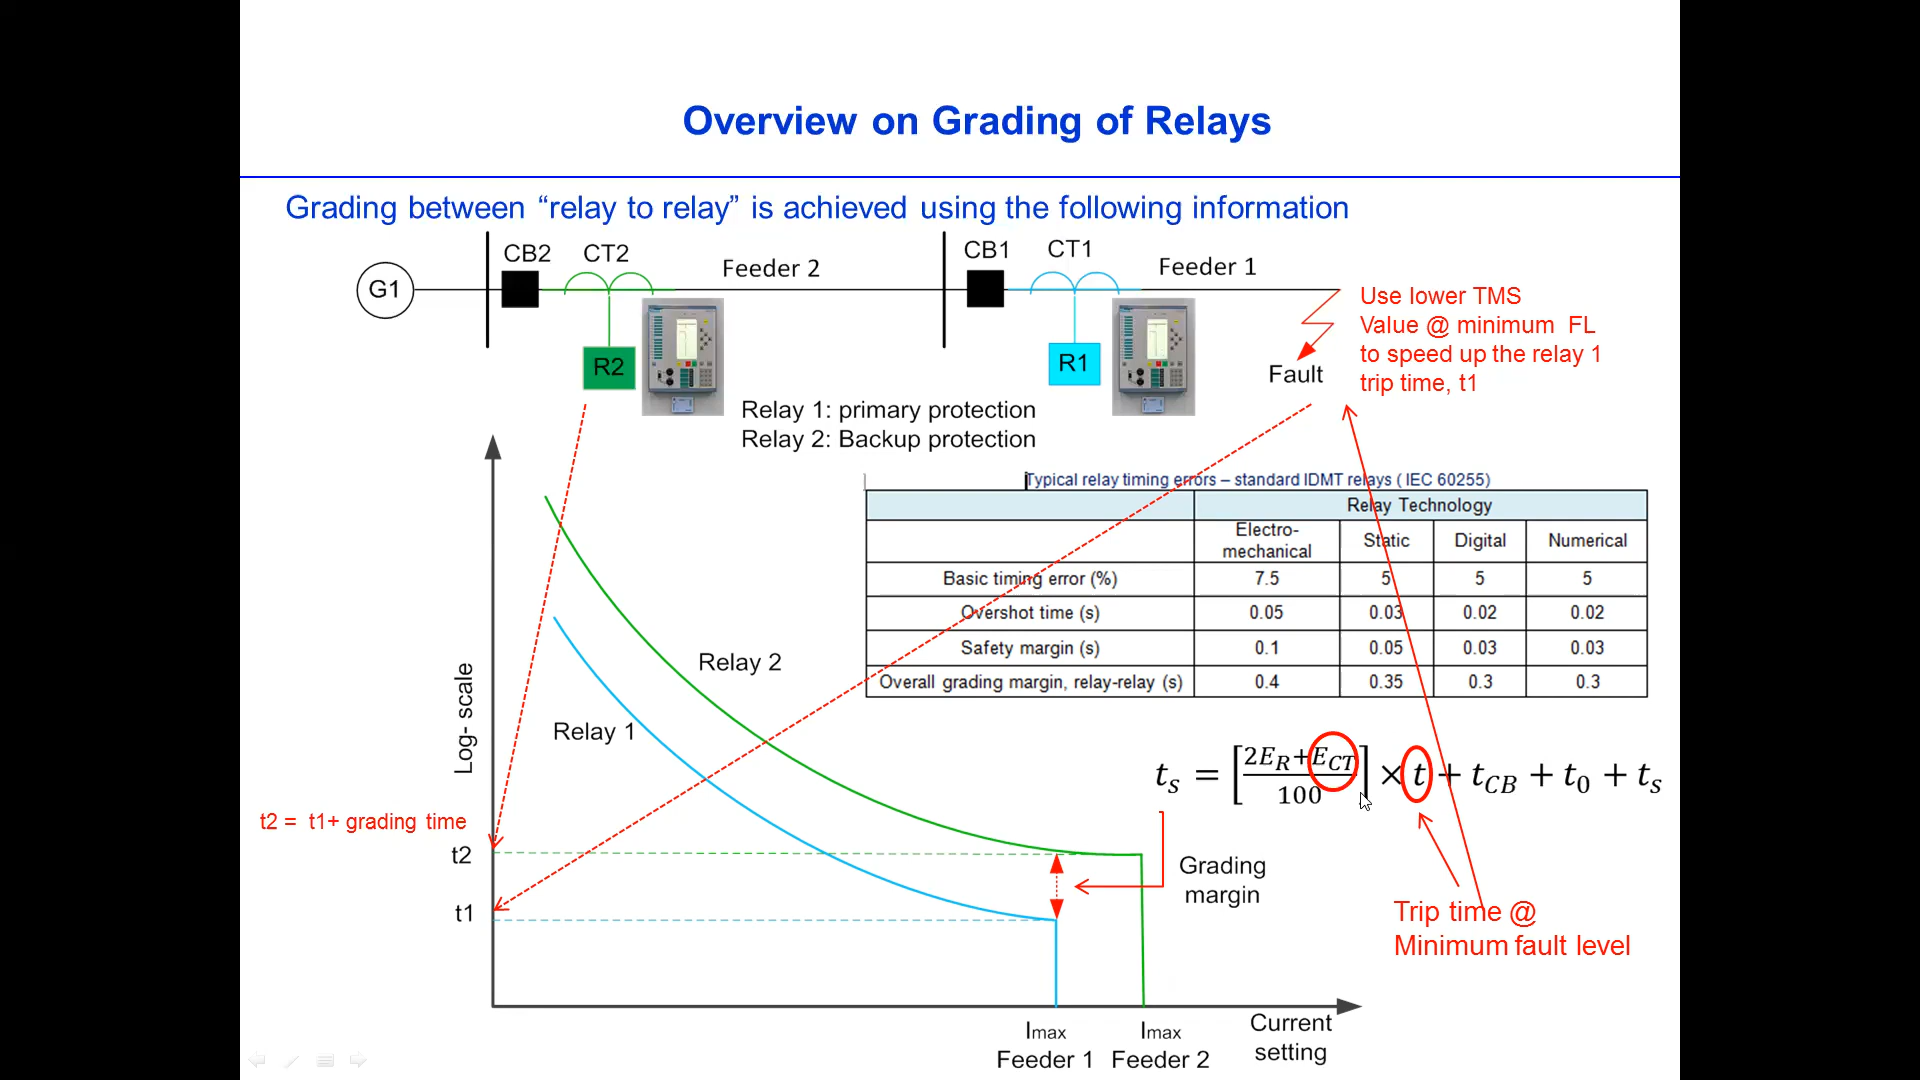 Overview on Grading of Relays
Grading between “relay to relay” is achieved using the following information
CB2
CT2
Feeder 2
CB1
CT1
Feeder 1
G1
R2
R1
Fault
Use lower TMS
Value @ minimum FL
to speed up the relay 1
trip time, t1
Relay 1: primary protection
Relay 2: Backup protection
Typical relay timing errors – standard IDMT relays ( IEC 60255)
Relay Technology
Electro-
mechanical
Static
Digital
Numerical
Basic timing error (%) 7.5 5 5 5
Overshot time (s) 0.05 0.03 0.02 0.02
Safety margin (s) 0.1 0.05 0.03 0.03
Overall grading margin, relay-relay (s) 0.4 0.35 0.3 0.3
Log- scale
Relay 2
Relay 1
t_s = [(2E_R+E_CT)/100] × t + t_CB + t_0 + t_s
t2 = t1+ grading time
t2
t1
Grading
margin
Trip time @
Minimum fault level
Imax
Feeder 1
Imax
Feeder 2
Current
setting